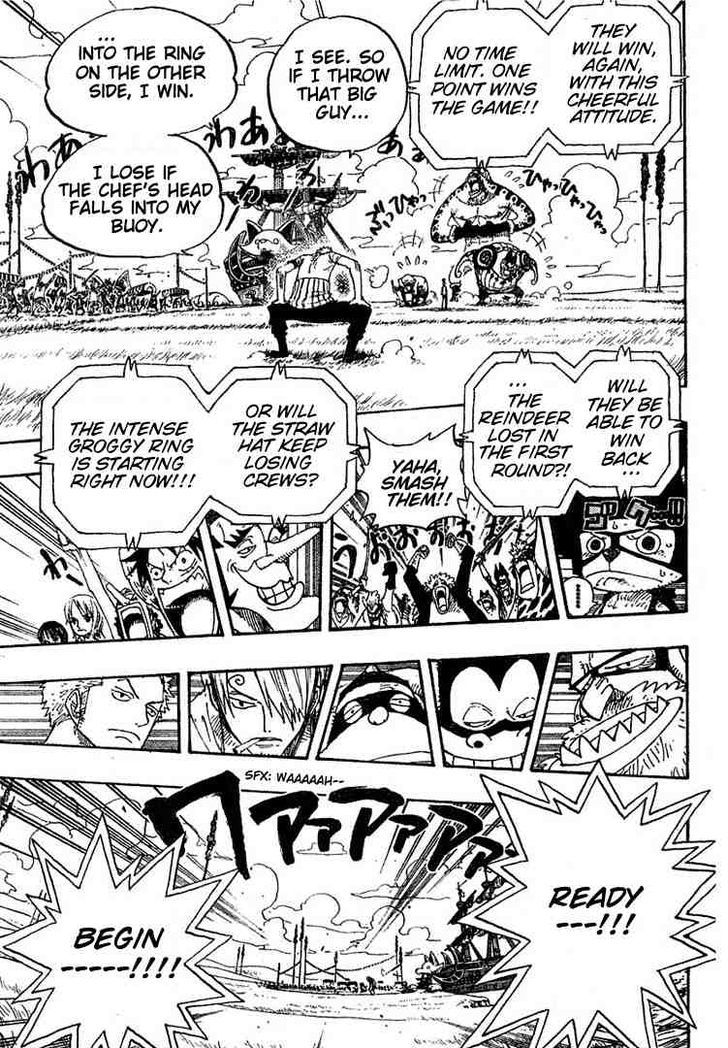 THEY
WILL WIN,
AGAIN,
WITH THIS
CHEERFUL
ATTITUDE.
NO TIME
LIMIT. ONE
POINT WINS
THE GAME!!
I SEE. SO
IF I THROW
THAT BIG
GUY...
...
INTO THE RING
ON THE OTHER
SIDE, I WIN.
I LOSE IF
THE CHEF'S HEAD
FALLS INTO MY
BUOY.
WILL
THEY BE
ABLE TO
WIN
BACK
...
...
THE
REINDEER
LOST IN
THE FIRST
ROUND?!
YAHA,
SMASH
THEM!!
OR WILL
THE STRAW
HAT KEEP
LOSING
CREWS?
THE INTENSE
GROGGY RING
IS STARTING
RIGHT NOW!!!
SFX: WAAAAAH--
READY
---!!!
BEGIN
-----!!!!